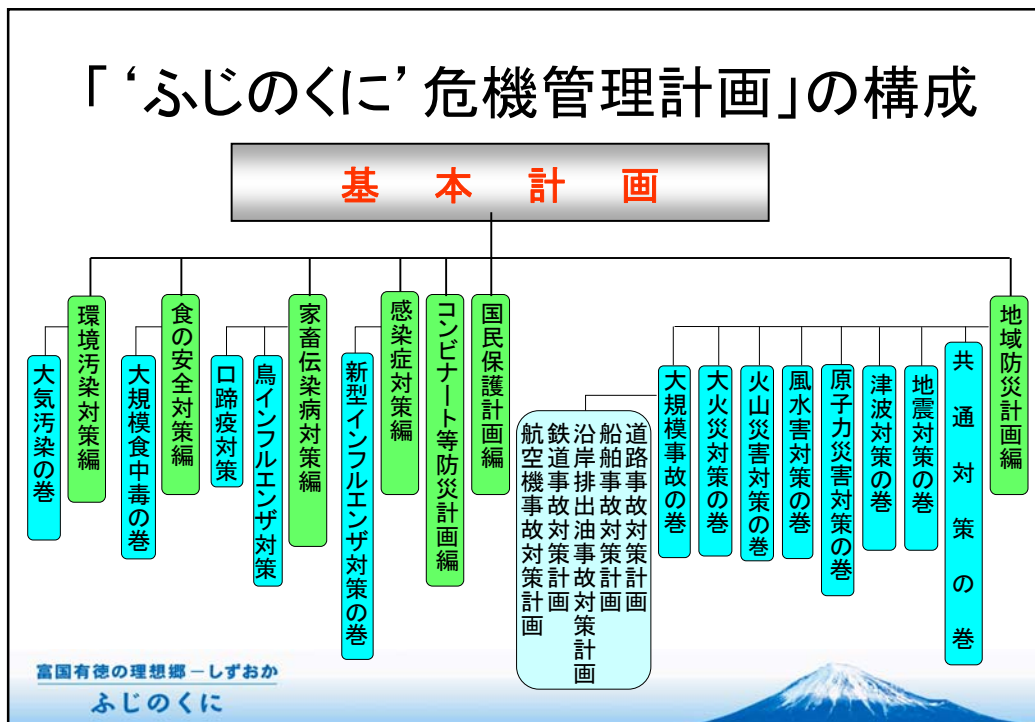 「‘ふじのくに’危機管理計画」の構成
基本計画
地域防災計画編
共通対策の巻
地震対策の巻
津波対策の巻
原子力災害対策の巻
風水害対策の巻
火山災害対策の巻
大火災対策の巻
大規模事故の巻
道路事故対策計画
船舶事故対策計画
沿岸排出油事故対策計画
鉄道事故対策計画
航空機事故対策計画
国民保護計画編
コンビナート等防災計画編
感染症対策編
新型インフルエンザ対策の巻
家畜伝染病対策編
鳥インフルエンザ対策
口蹄疫対策
食の安全対策編
大規模食中毒の巻
環境汚染対策編
大気汚染の巻
富国有徳の理想郷－しずおか
ふじのくに